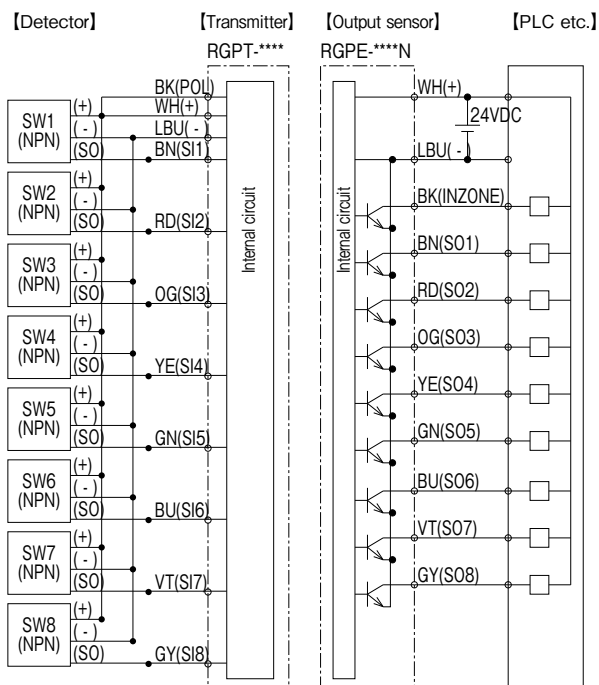 【Detector】 【Transmitter】 【Output sensor】 【PLC etc.】
RGPT-**** RGPE-****N
BK(POL)
WH(+)
LBU( - )
BN(SI1)
SW1
(NPN)
(+)
( - )
(SO)
SW2
(NPN)
(+)
( - )
(SO)
RD(SI2)
SW3
(NPN)
(+)
( - )
(SO)
OG(SI3)
SW4
(NPN)
(+)
( - )
(SO)
YE(SI4)
SW5
(NPN)
(+)
( - )
(SO)
GN(SI5)
SW6
(NPN)
(+)
( - )
(SO)
BU(SI6)
SW7
(NPN)
(+)
( - )
(SO)
VT(SI7)
SW8
(NPN)
(+)
( - )
(SO)
GY(SI8)
Internal circuit
Internal circuit
WH(+)
24VDC
LBU( - )
BK(INZONE)
BN(SO1)
RD(SO2)
OG(SO3)
YE(SO4)
GN(SO5)
BU(SO6)
VT(SO7)
GY(SO8)